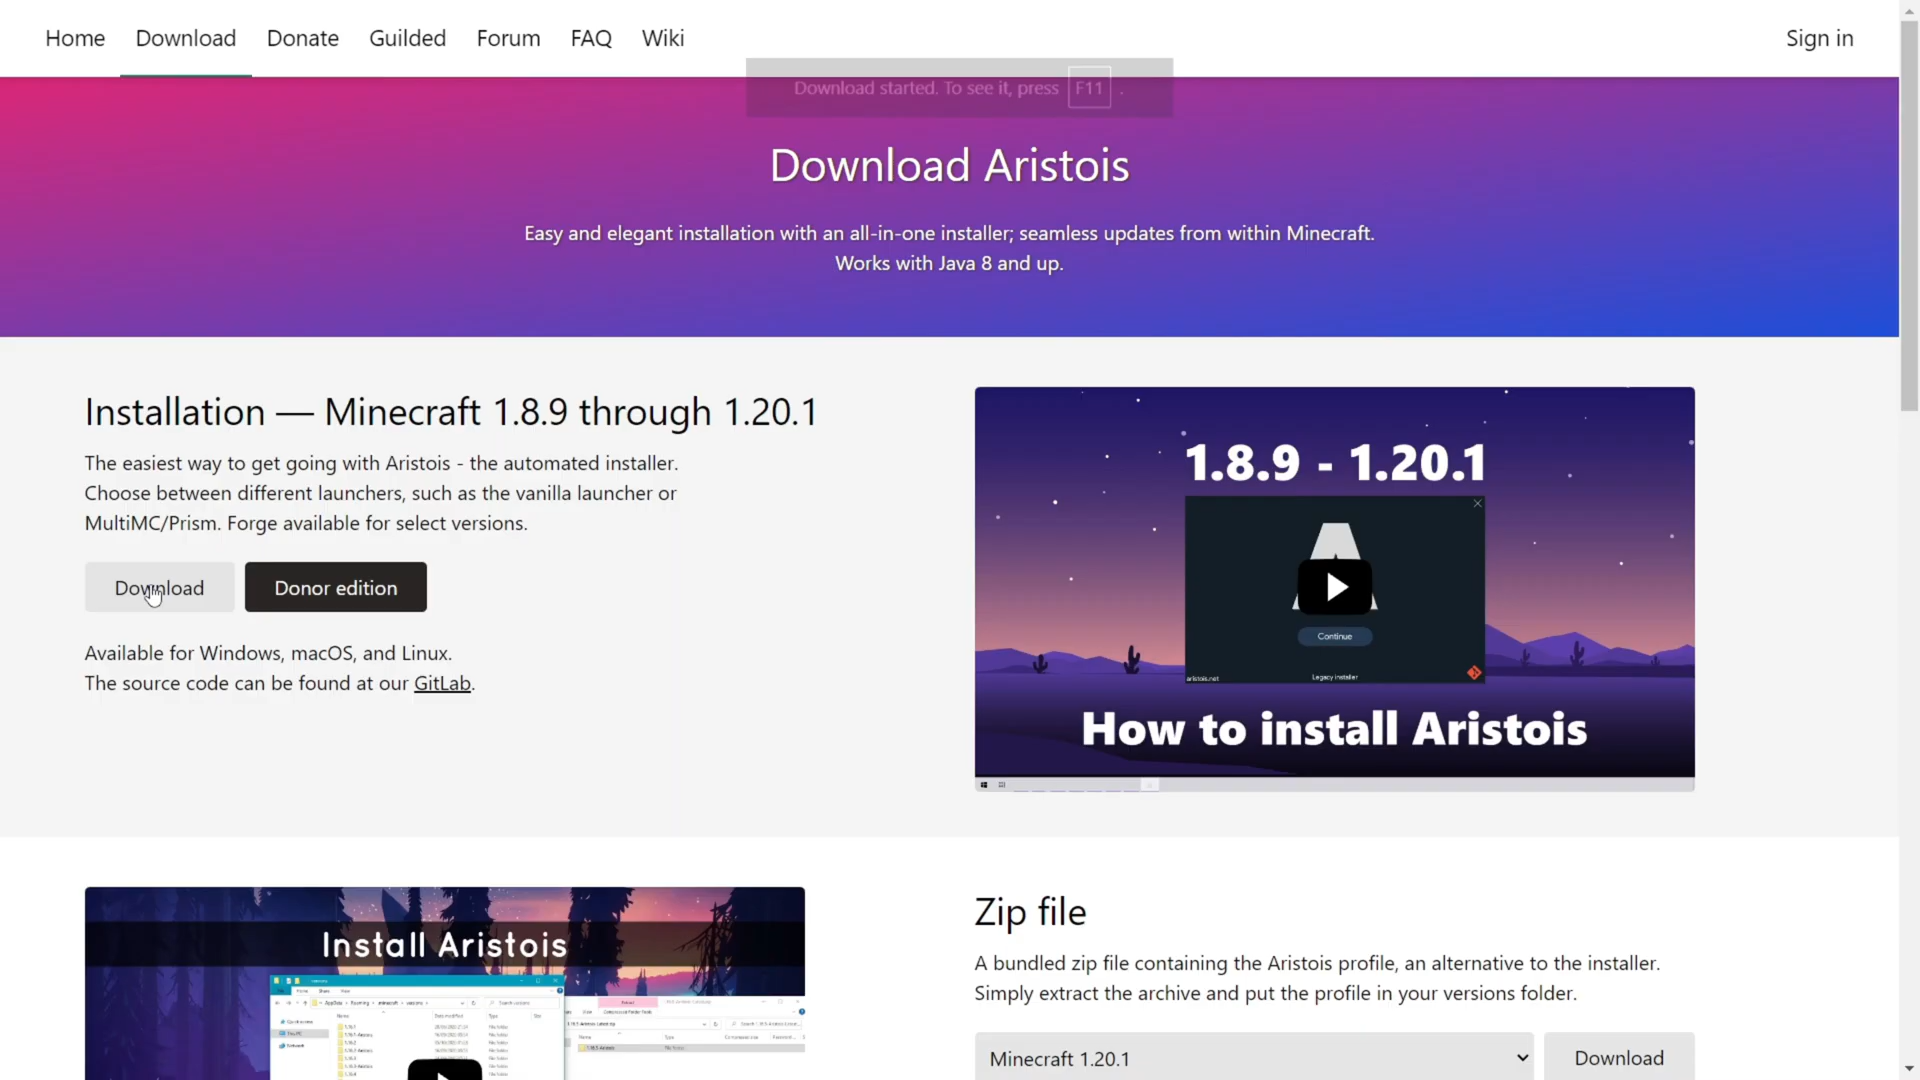 Home Download Donate Guilded Forum FAQ Wiki Sign in
Download started. To see it, press F11 .
Download Aristois
Easy and elegant installation with an all-in-one installer; seamless updates from within Minecraft.
Works with Java 8 and up.
Installation — Minecraft 1.8.9 through 1.20.1
The easiest way to get going with Aristois - the automated installer.
Choose between different launchers, such as the vanilla launcher or
MultiMC/Prism. Forge available for select versions.
Download Donor edition
Available for Windows, macOS, and Linux.
The source code can be found at our GitLab.
1.8.9 - 1.20.1
Continue
aristois.net Legacy installer
How to install Aristois
Install Aristois
Zip file
A bundled zip file containing the Aristois profile, an alternative to the installer.
Simply extract the archive and put the profile in your versions folder.
Minecraft 1.20.1 Download